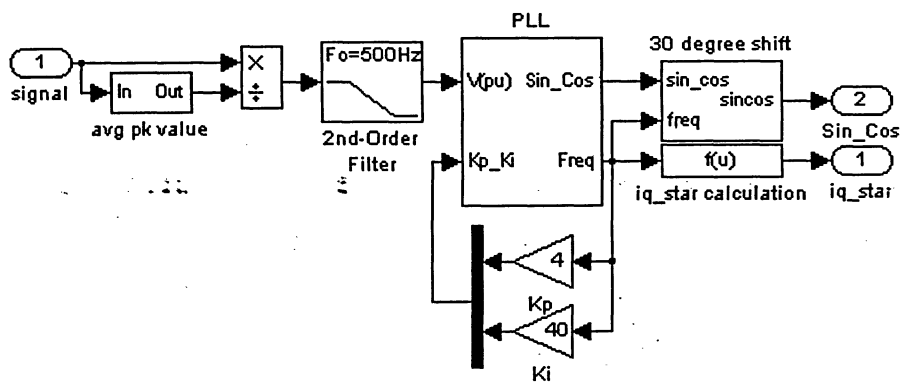 PLL
1
signal
In Out
avg pk value
×
÷
Fo=500Hz
2nd-Order
Filter
V(pu) Sin_Cos
Kp_Ki Freq
30 degree shift
sin_cos
sincos
freq
2
Sin_Cos
f(u)
iq_star calculation
1
iq_star
4
Kp
40
Ki